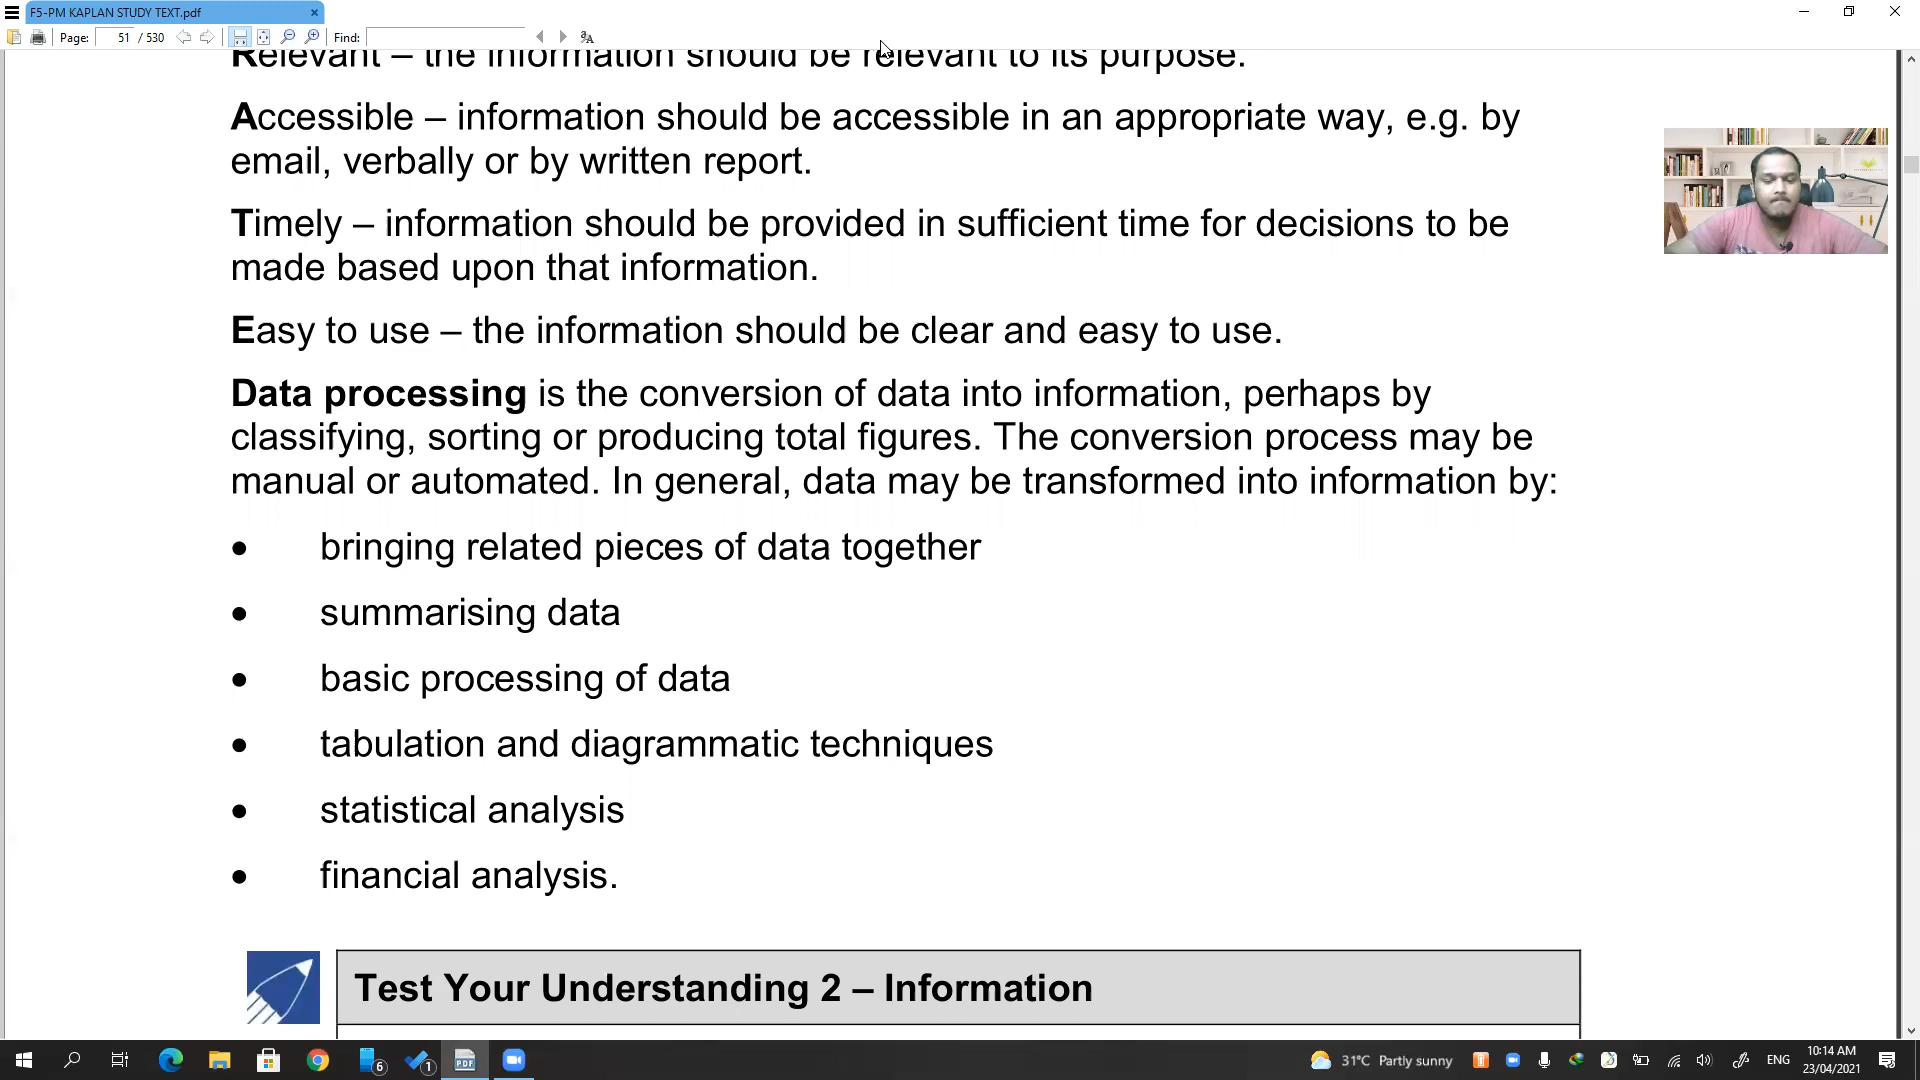 F5-PM KAPLAN STUDY TEXT.pdf
Page: 51 / 530 Find:
Relevant – the information should be relevant to its purpose.
Accessible – information should be accessible in an appropriate way, e.g. by
email, verbally or by written report.
Timely – information should be provided in sufficient time for decisions to be
made based upon that information.
Easy to use – the information should be clear and easy to use.
Data processing is the conversion of data into information, perhaps by
classifying, sorting or producing total figures. The conversion process may be
manual or automated. In general, data may be transformed into information by:
• bringing related pieces of data together
• summarising data
• basic processing of data
• tabulation and diagrammatic techniques
• statistical analysis
• financial analysis.
Test Your Understanding 2 – Information
6 1 PDF 31°C Partly sunny ENG 10:14 AM
23/04/2021